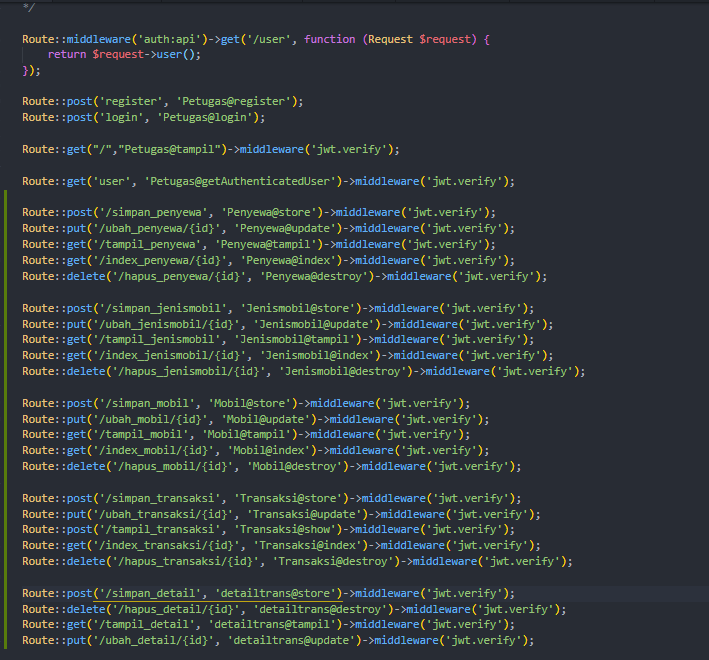 */
Route::middleware('auth:api')->get('/user', function (Request $request) {
    return $request->user();
});
Route::post('register', 'Petugas@register');
Route::post('login', 'Petugas@login');
Route::get("/","Petugas@tampil")->middleware('jwt.verify');
Route::get('user', 'Petugas@getAuthenticatedUser')->middleware('jwt.verify');
Route::post('/simpan_penyewa', 'Penyewa@store')->middleware('jwt.verify');
Route::put('/ubah_penyewa/{id}', 'Penyewa@update')->middleware('jwt.verify');
Route::get('/tampil_penyewa', 'Penyewa@tampil')->middleware('jwt.verify');
Route::get('/index_penyewa/{id}', 'Penyewa@index')->middleware('jwt.verify');
Route::delete('/hapus_penyewa/{id}', 'Penyewa@destroy')->middleware('jwt.verify');
Route::post('/simpan_jenismobil', 'Jenismobil@store')->middleware('jwt.verify');
Route::put('/ubah_jenismobil/{id}', 'Jenismobil@update')->middleware('jwt.verify');
Route::get('/tampil_jenismobil', 'Jenismobil@tampil')->middleware('jwt.verify');
Route::get('/index_jenismobil/{id}', 'Jenismobil@index')->middleware('jwt.verify');
Route::delete('/hapus_jenismobil/{id}', 'Jenismobil@destroy')->middleware('jwt.verify');
Route::post('/simpan_mobil', 'Mobil@store')->middleware('jwt.verify');
Route::put('/ubah_mobil/{id}', 'Mobil@update')->middleware('jwt.verify');
Route::get('/tampil_mobil', 'Mobil@tampil')->middleware('jwt.verify');
Route::get('/index_mobil/{id}', 'Mobil@index')->middleware('jwt.verify');
Route::delete('/hapus_mobil/{id}', 'Mobil@destroy')->middleware('jwt.verify');
Route::post('/simpan_transaksi', 'Transaksi@store')->middleware('jwt.verify');
Route::put('/ubah_transaksi/{id}', 'Transaksi@update')->middleware('jwt.verify');
Route::post('/tampil_transaksi', 'Transaksi@show')->middleware('jwt.verify');
Route::get('/index_transaksi/{id}', 'Transaksi@index')->middleware('jwt.verify');
Route::delete('/hapus_transaksi/{id}', 'Transaksi@destroy')->middleware('jwt.verify');
Route::post('/simpan_detail', 'detailtrans@store')->middleware('jwt.verify');
Route::delete('/hapus_detail/{id}', 'detailtrans@destroy')->middleware('jwt.verify');
Route::get('/tampil_detail', 'detailtrans@tampil')->middleware('jwt.verify');
Route::put('/ubah_detail/{id}', 'detailtrans@update')->middleware('jwt.verify');